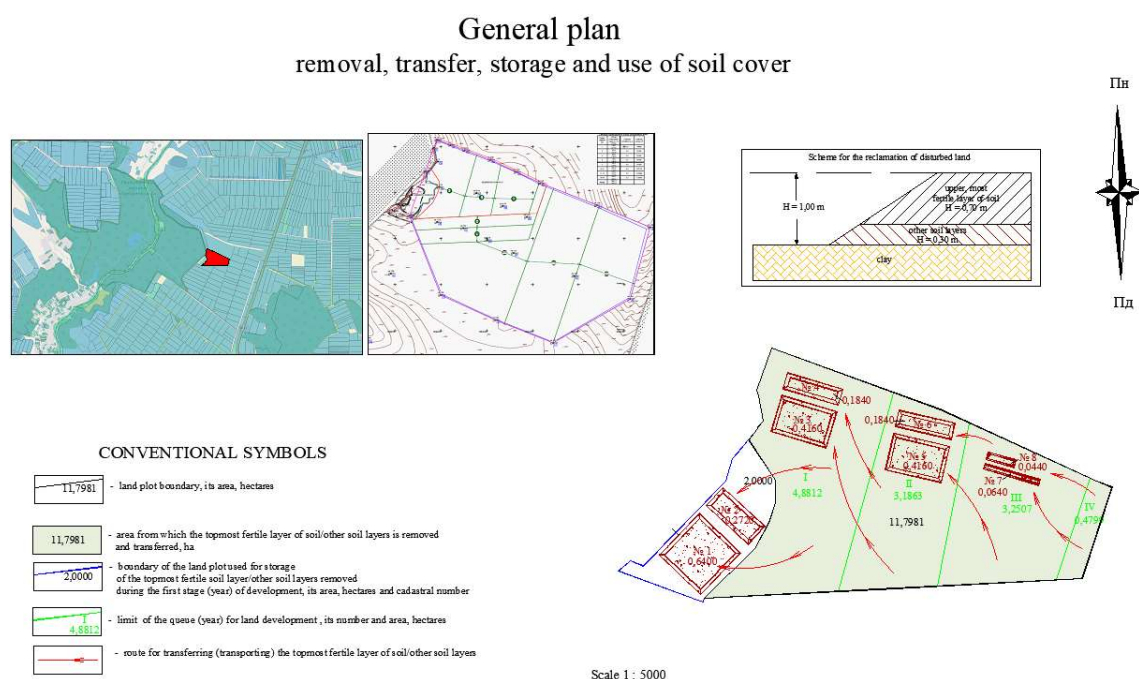 General plan
removal, transfer, storage and use of soil cover
Пн
Пд
Scheme for the reclamation of disturbed land
H = 1,00 m
upper, most
fertile layer of soil
H = 0,70 m
other soil layers
H = 0,30 m
clay
№ 4
0,1840
№ 3
0,4160
0,1840
№ 6
№ 5
0,4160
№ 8
0,0440
№ 7
0,0640
I
4,8812
II
3,1863
III
3,2507
IV
11,7981
2,0000
№ 2
0,2720
№ 1
0,6400
CONVENTIONAL SYMBOLS
11,7981
- land plot boundary, its area, hectares
11,7981
- area from which the topmost fertile layer of soil/other soil layers is removed
and transferred, ha
2,0000
- boundary of the land plot used for storage
of the topmost fertile soil layer/other soil layers removed
during the first stage (year) of development, its area, hectares and cadastral number
I
4,8812
- limit of the queue (year) for land development , its number and area, hectares
- route for transferring (transporting) the topmost fertile layer of soil/other soil layers
Scale 1 : 5000